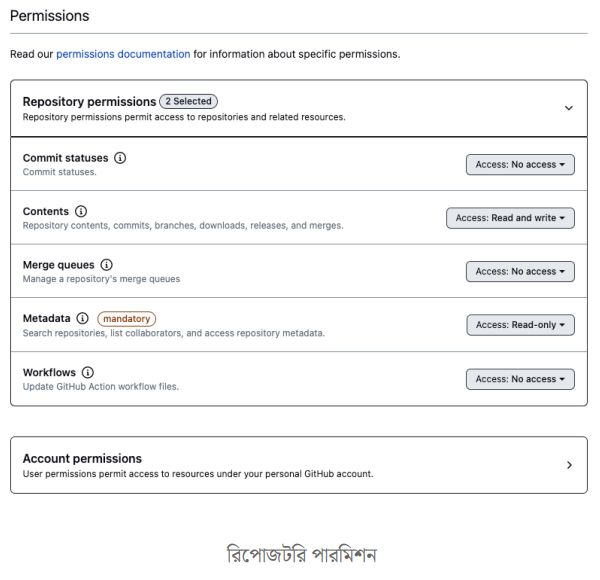 Permissions
Read our permissions documentation for information about specific permissions.
Repository permissions 2 Selected
Repository permissions permit access to repositories and related resources.
Commit statuses
Commit statuses.
Access: No access
Contents
Repository contents, commits, branches, downloads, releases, and merges.
Access: Read and write
Merge queues
Manage a repository's merge queues
Access: No access
Metadata mandatory
Search repositories, list collaborators, and access repository metadata.
Access: Read-only
Workflows
Update GitHub Action workflow files.
Access: No access
Account permissions
User permissions permit access to resources under your personal GitHub account.
রিপোজটরি পারমিশন